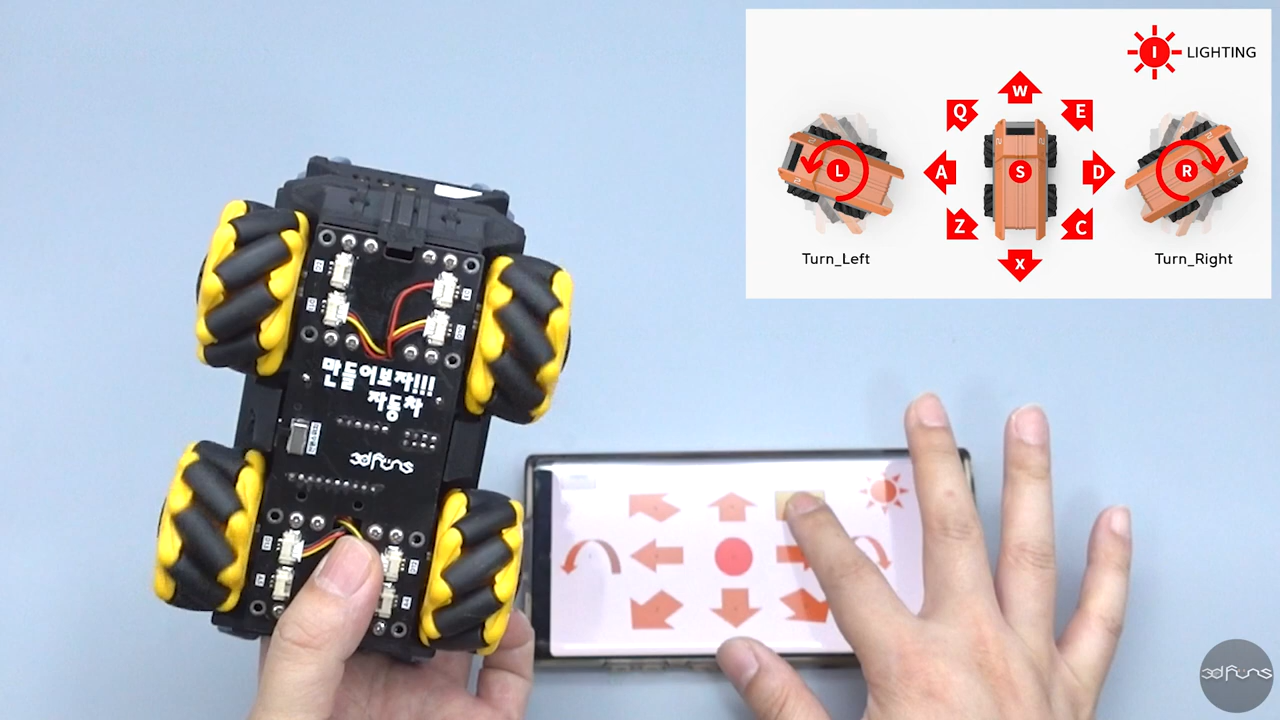 I LIGHTING
W
Q E
L A S D R
Z C
X
Turn_Left Turn_Right
만들어보자!!!
자동차
3dfuns
3dfuns